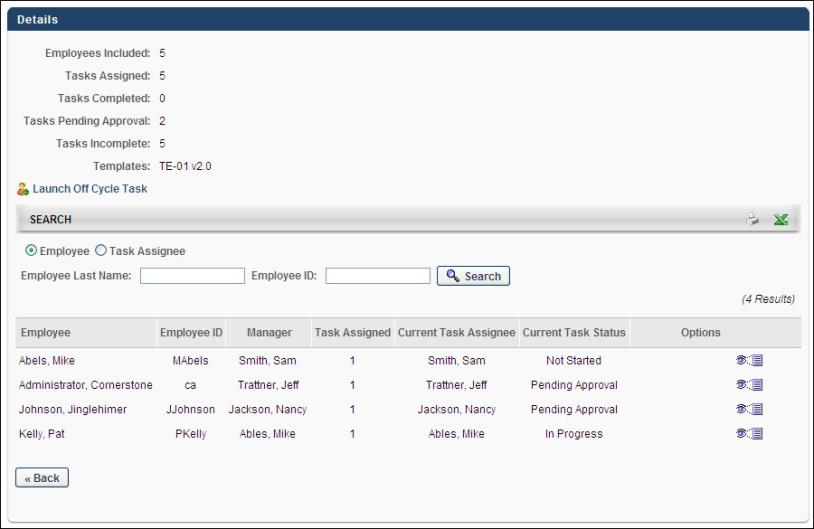 Details
Employees Included: 5
Tasks Assigned: 5
Tasks Completed: 0
Tasks Pending Approval: 2
Tasks Incomplete: 5
Templates: TE-01 v2.0
Launch Off Cycle Task
SEARCH
Employee Task Assignee
Employee Last Name: Employee ID: Search
(4 Results)
Employee Employee ID Manager Task Assigned Current Task Assignee Current Task Status Options
Abels, Mike MAbels Smith, Sam 1 Smith, Sam Not Started
Administrator, Cornerstone ca Trattner, Jeff 1 Trattner, Jeff Pending Approval
Johnson, Jinglehimer JJohnson Jackson, Nancy 1 Jackson, Nancy Pending Approval
Kelly, Pat PKelly Ables, Mike 1 Ables, Mike In Progress
« Back